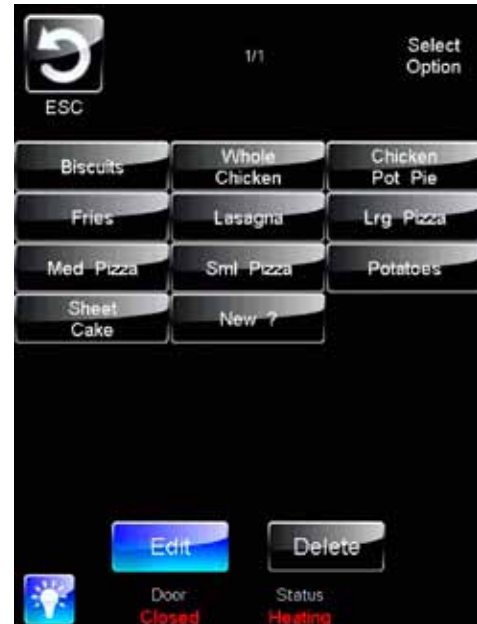 1/1
Select
Option
ESC
Biscuits
Whole
Chicken
Chicken
Pot Pie
Fries
Lasagna
Lrg Pizza
Med Pizza
Sml Pizza
Potatoes
Sheet
Cake
New ?
Edit
Delete
Door
Status
Closed
Heating